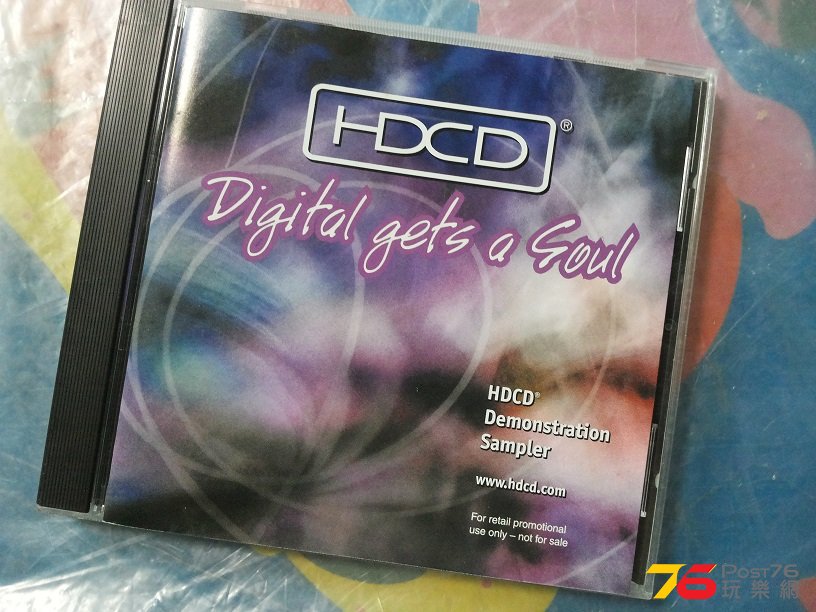 HDCD®
Digital gets a Soul
HDCD®
Demonstration
Sampler
www.hdcd.com
For retail promotional
use only – not for sale
76 Post76
玩樂網